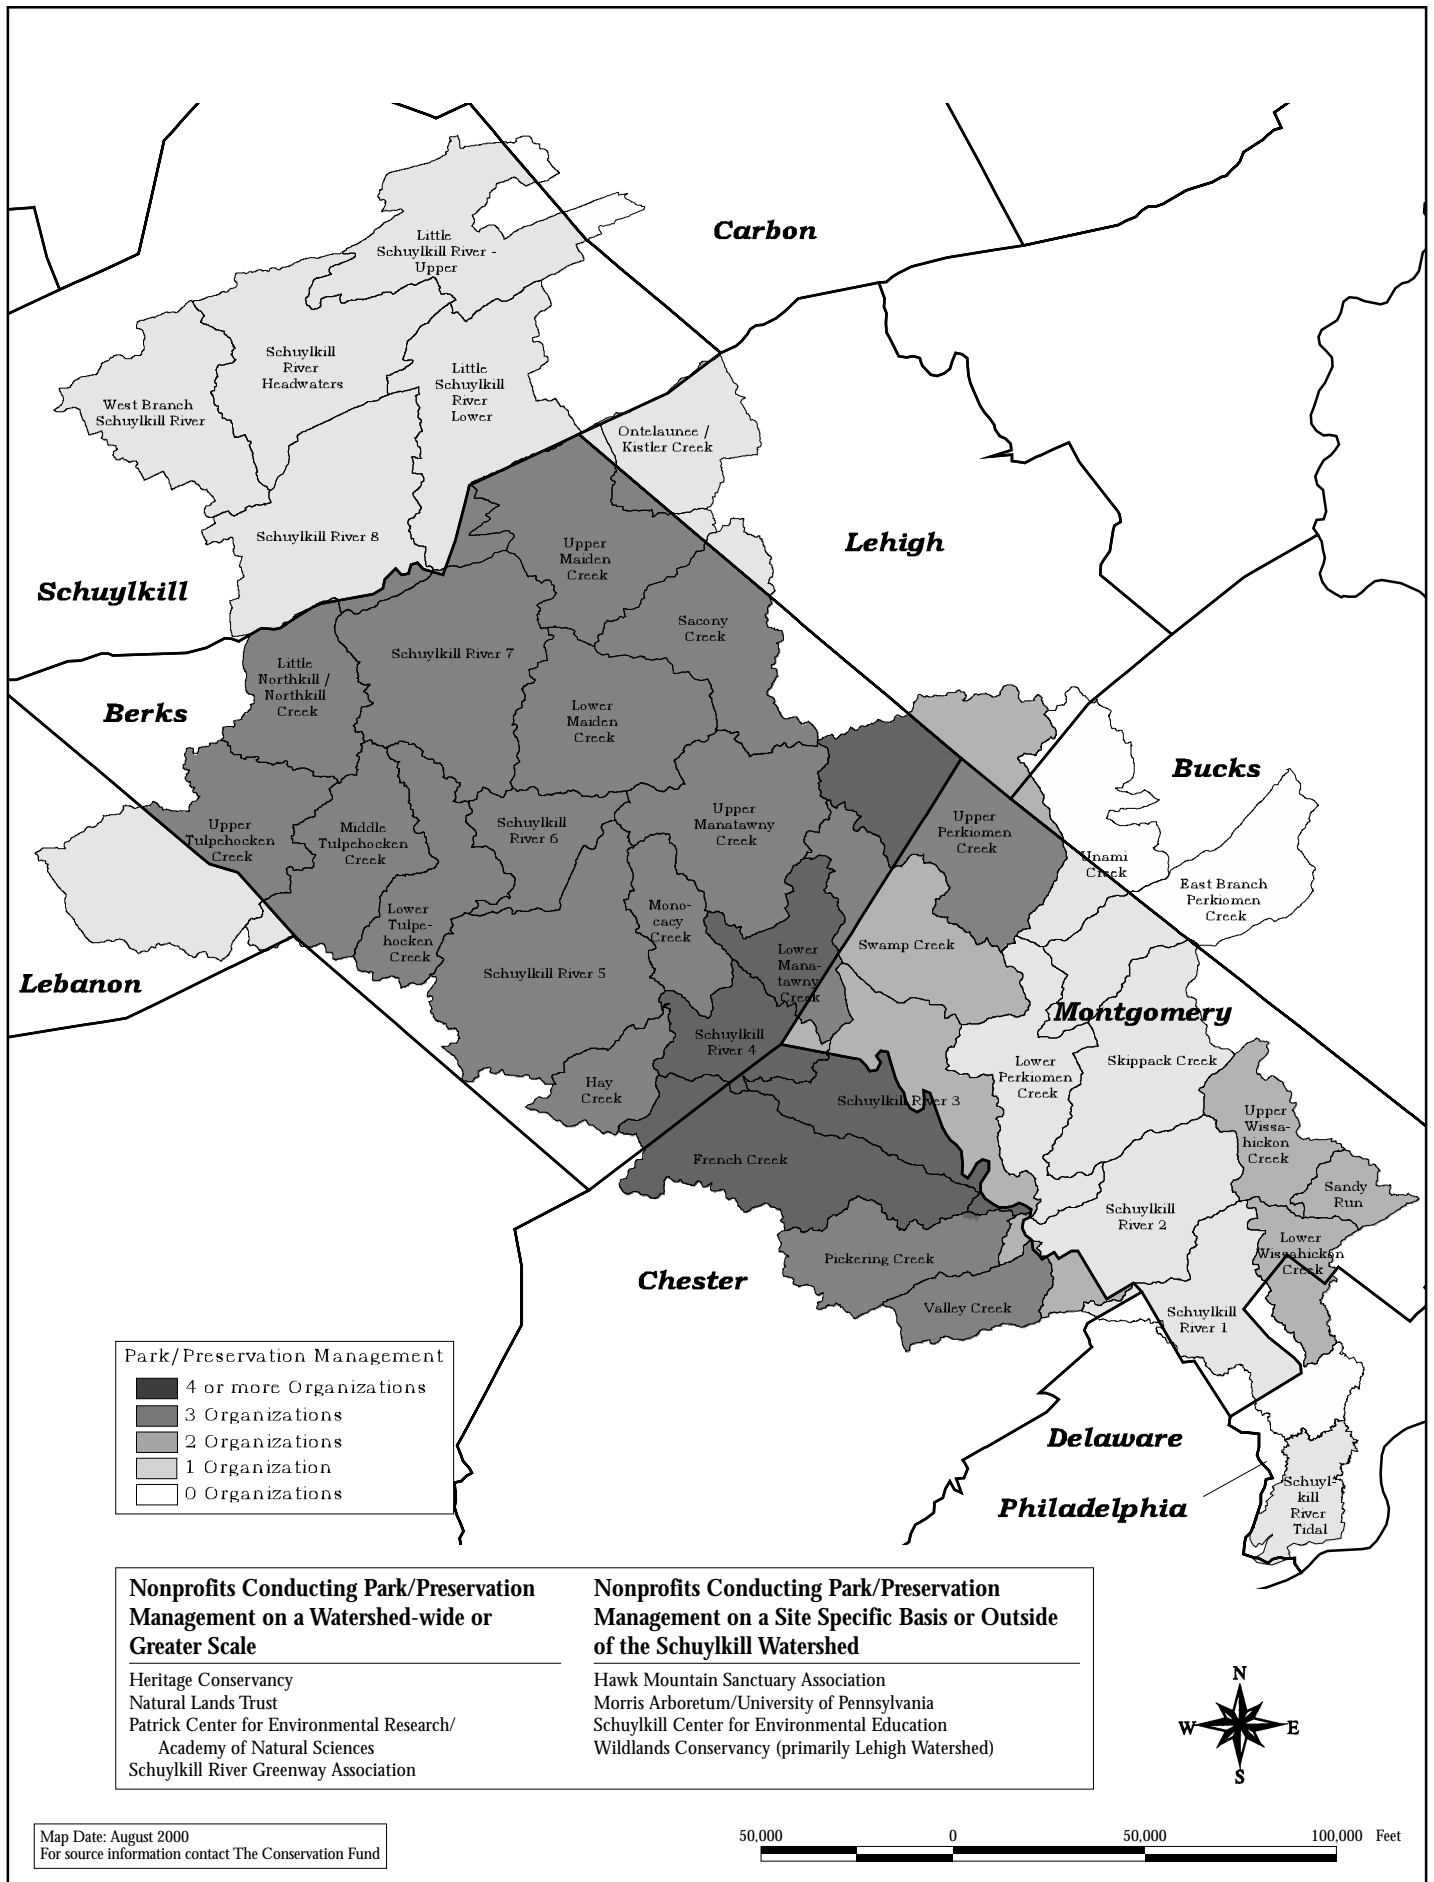 Carbon
Little
Schuylkill River -
Upper
Schuylkill
River
Headwaters
Little
Schuylkill
River
Lower
West Branch
Schuylkill River
Ontelaunee /
Kistler Creek
Schuylkill River 8
Lehigh
Upper
Maiden
Creek
Schuylkill
Sacony
Creek
Schuylkill River 7
Little
Northkill /
Northkill
Creek
Berks
Lower
Maiden
Creek
Bucks
Upper
Tulpehocken
Creek
Middle
Tulpehocken
Creek
Schuylkill
River 6
Upper
Manatawny
Creek
Upper
Perkiomen
Creek
Unami
Creek
East Branch
Perkiomen
Creek
Lower
Tulpe-
hocken
Creek
Mono-
cacy
Creek
Swamp Creek
Lower
Mana-
tawny
Creek
Lebanon
Schuylkill River 5
Montgomery
Schuylkill
River 4
Lower
Perkiomen
Creek
Skippack Creek
Hay
Creek
Schuylkill River 3
Upper
Wissa-
hickon
Creek
French Creek
Sandy
Run
Schuylkill
River 2
Lower
Wissahickon
Creek
Pickering Creek
Chester
Valley Creek
Schuylkill
River 1
Delaware
Philadelphia
Schuyl-
kill
River
Tidal
Park/Preservation Management
4 or more Organizations
3 Organizations
2 Organizations
1 Organization
0 Organizations
Nonprofits Conducting Park/Preservation
Management on a Watershed-wide or
Greater Scale
Heritage Conservancy
Natural Lands Trust
Patrick Center for Environmental Research/
Academy of Natural Sciences
Schuylkill River Greenway Association
Nonprofits Conducting Park/Preservation
Management on a Site Specific Basis or Outside
of the Schuylkill Watershed
Hawk Mountain Sanctuary Association
Morris Arboretum/University of Pennsylvania
Schuylkill Center for Environmental Education
Wildlands Conservancy (primarily Lehigh Watershed)
N
W E
S
Map Date: August 2000
For source information contact The Conservation Fund
50,000 0 50,000 100,000 Feet